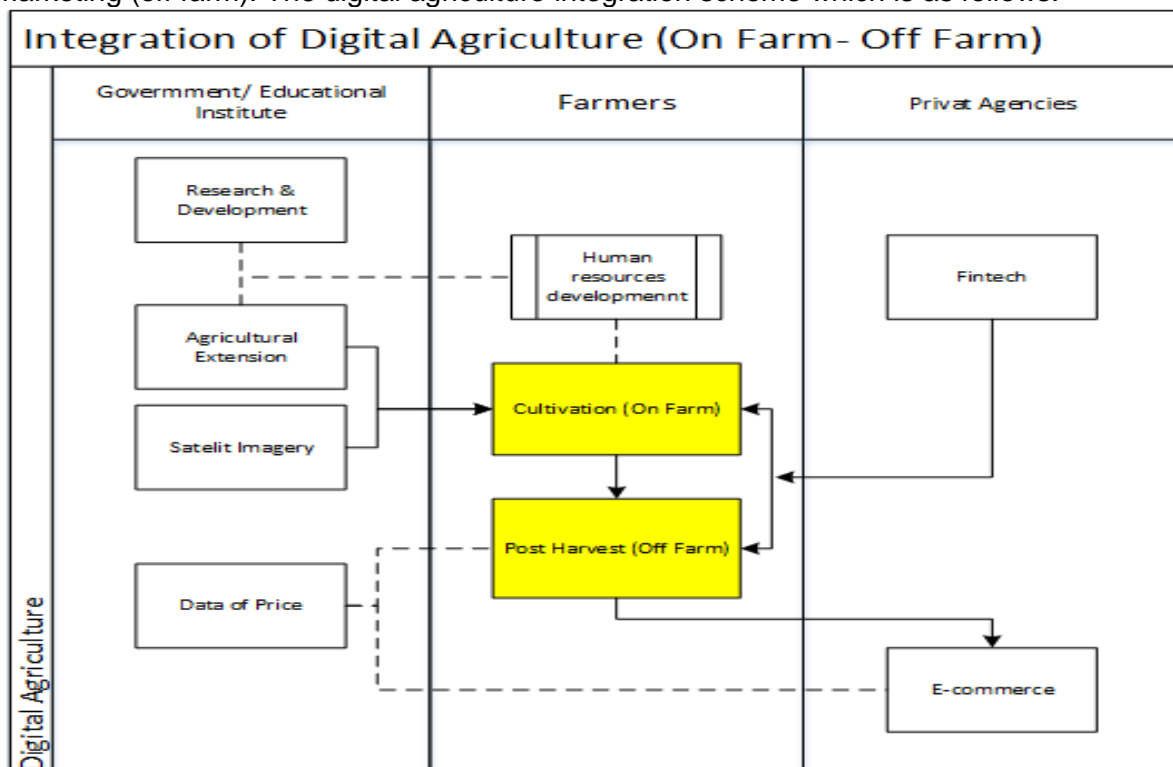 marketing (off farm). The digital agriculture integration scheme which is as follows:
Integration of Digital Agriculture (On Farm- Off Farm)
Govermment/ Educational
Institute
Farmers
Privat Agencies
Research &
Development
Human
resources
developmennt
Fintech
Agricultural
Extension
Cultivation (On Farm)
Satelit Imagery
Post Harvest (Off Farm)
Data of Price
E-commerce
Digital Agriculture